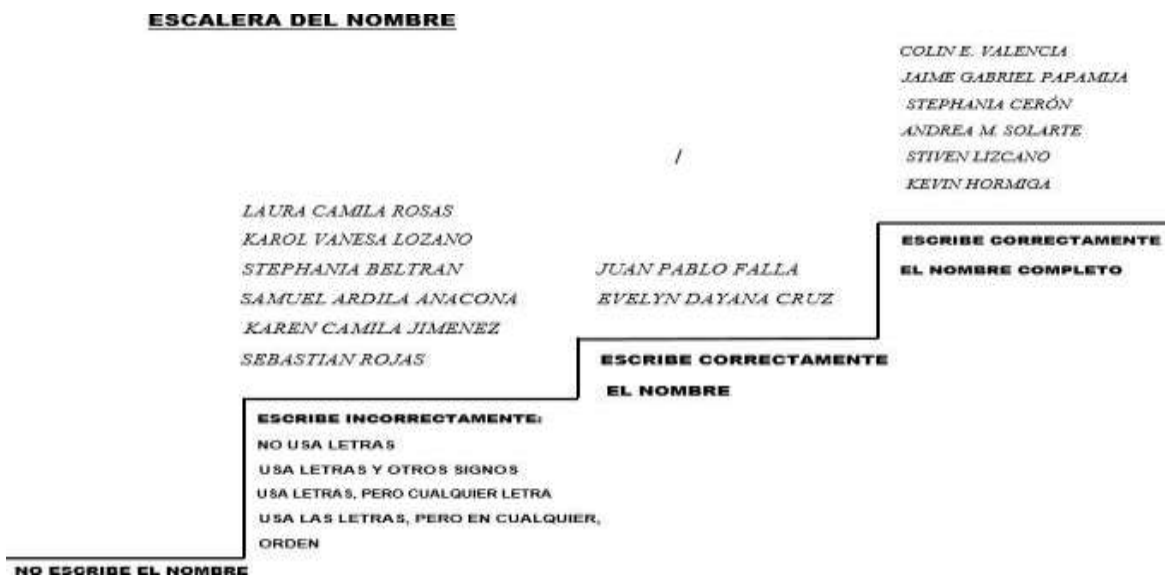 ESCALERA DEL NOMBRE
COLIN E. VALENCIA
JAIME GABRIEL PAPAMIJA
STEPHANIA CERÓN
ANDREA M. SOLARTE
STIVEN LIZCANO
KEVIN HORMIGA
/
ESCRIBE CORRECTAMENTE
EL NOMBRE COMPLETO
LAURA CAMILA ROSAS
KAROL VANESA LOZANO
STEPHANIA BELTRAN
SAMUEL ARDILA ANACONA
KAREN CAMILA JIMENEZ
SEBASTIAN ROJAS
JUAN PABLO FALLA
EVELYN DAYANA CRUZ
ESCRIBE CORRECTAMENTE
EL NOMBRE
ESCRIBE INCORRECTAMENTE:
NO USA LETRAS
USA LETRAS Y OTROS SIGNOS
USA LETRAS, PERO CUALQUIER LETRA
USA LAS LETRAS, PERO EN CUALQUIER,
ORDEN
NO ESCRIBE EL NOMBRE